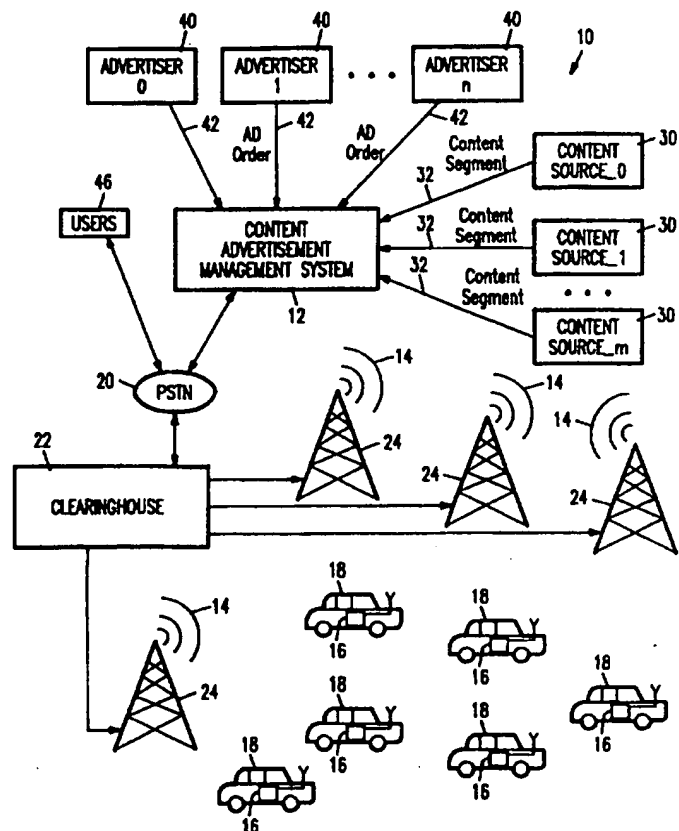 40
40
40
10
ADVERTISER
0
ADVERTISER
1
• • •
ADVERTISER
n
42
AD
Order
42
AD
Order
42
Content
Segment
30
CONTENT
SOURCE_0
32
46
USERS
CONTENT
ADVERTISEMENT
MANAGEMENT SYSTEM
12
Content
Segment
32
30
CONTENT
SOURCE_1
• • •
Content
Segment
32
30
CONTENT
SOURCE_m
20
PSTN
14
24
14
24
14
24
22
CLEARINGHOUSE
14
24
18
16
18
16
18
16
18
16
18
16
18
16